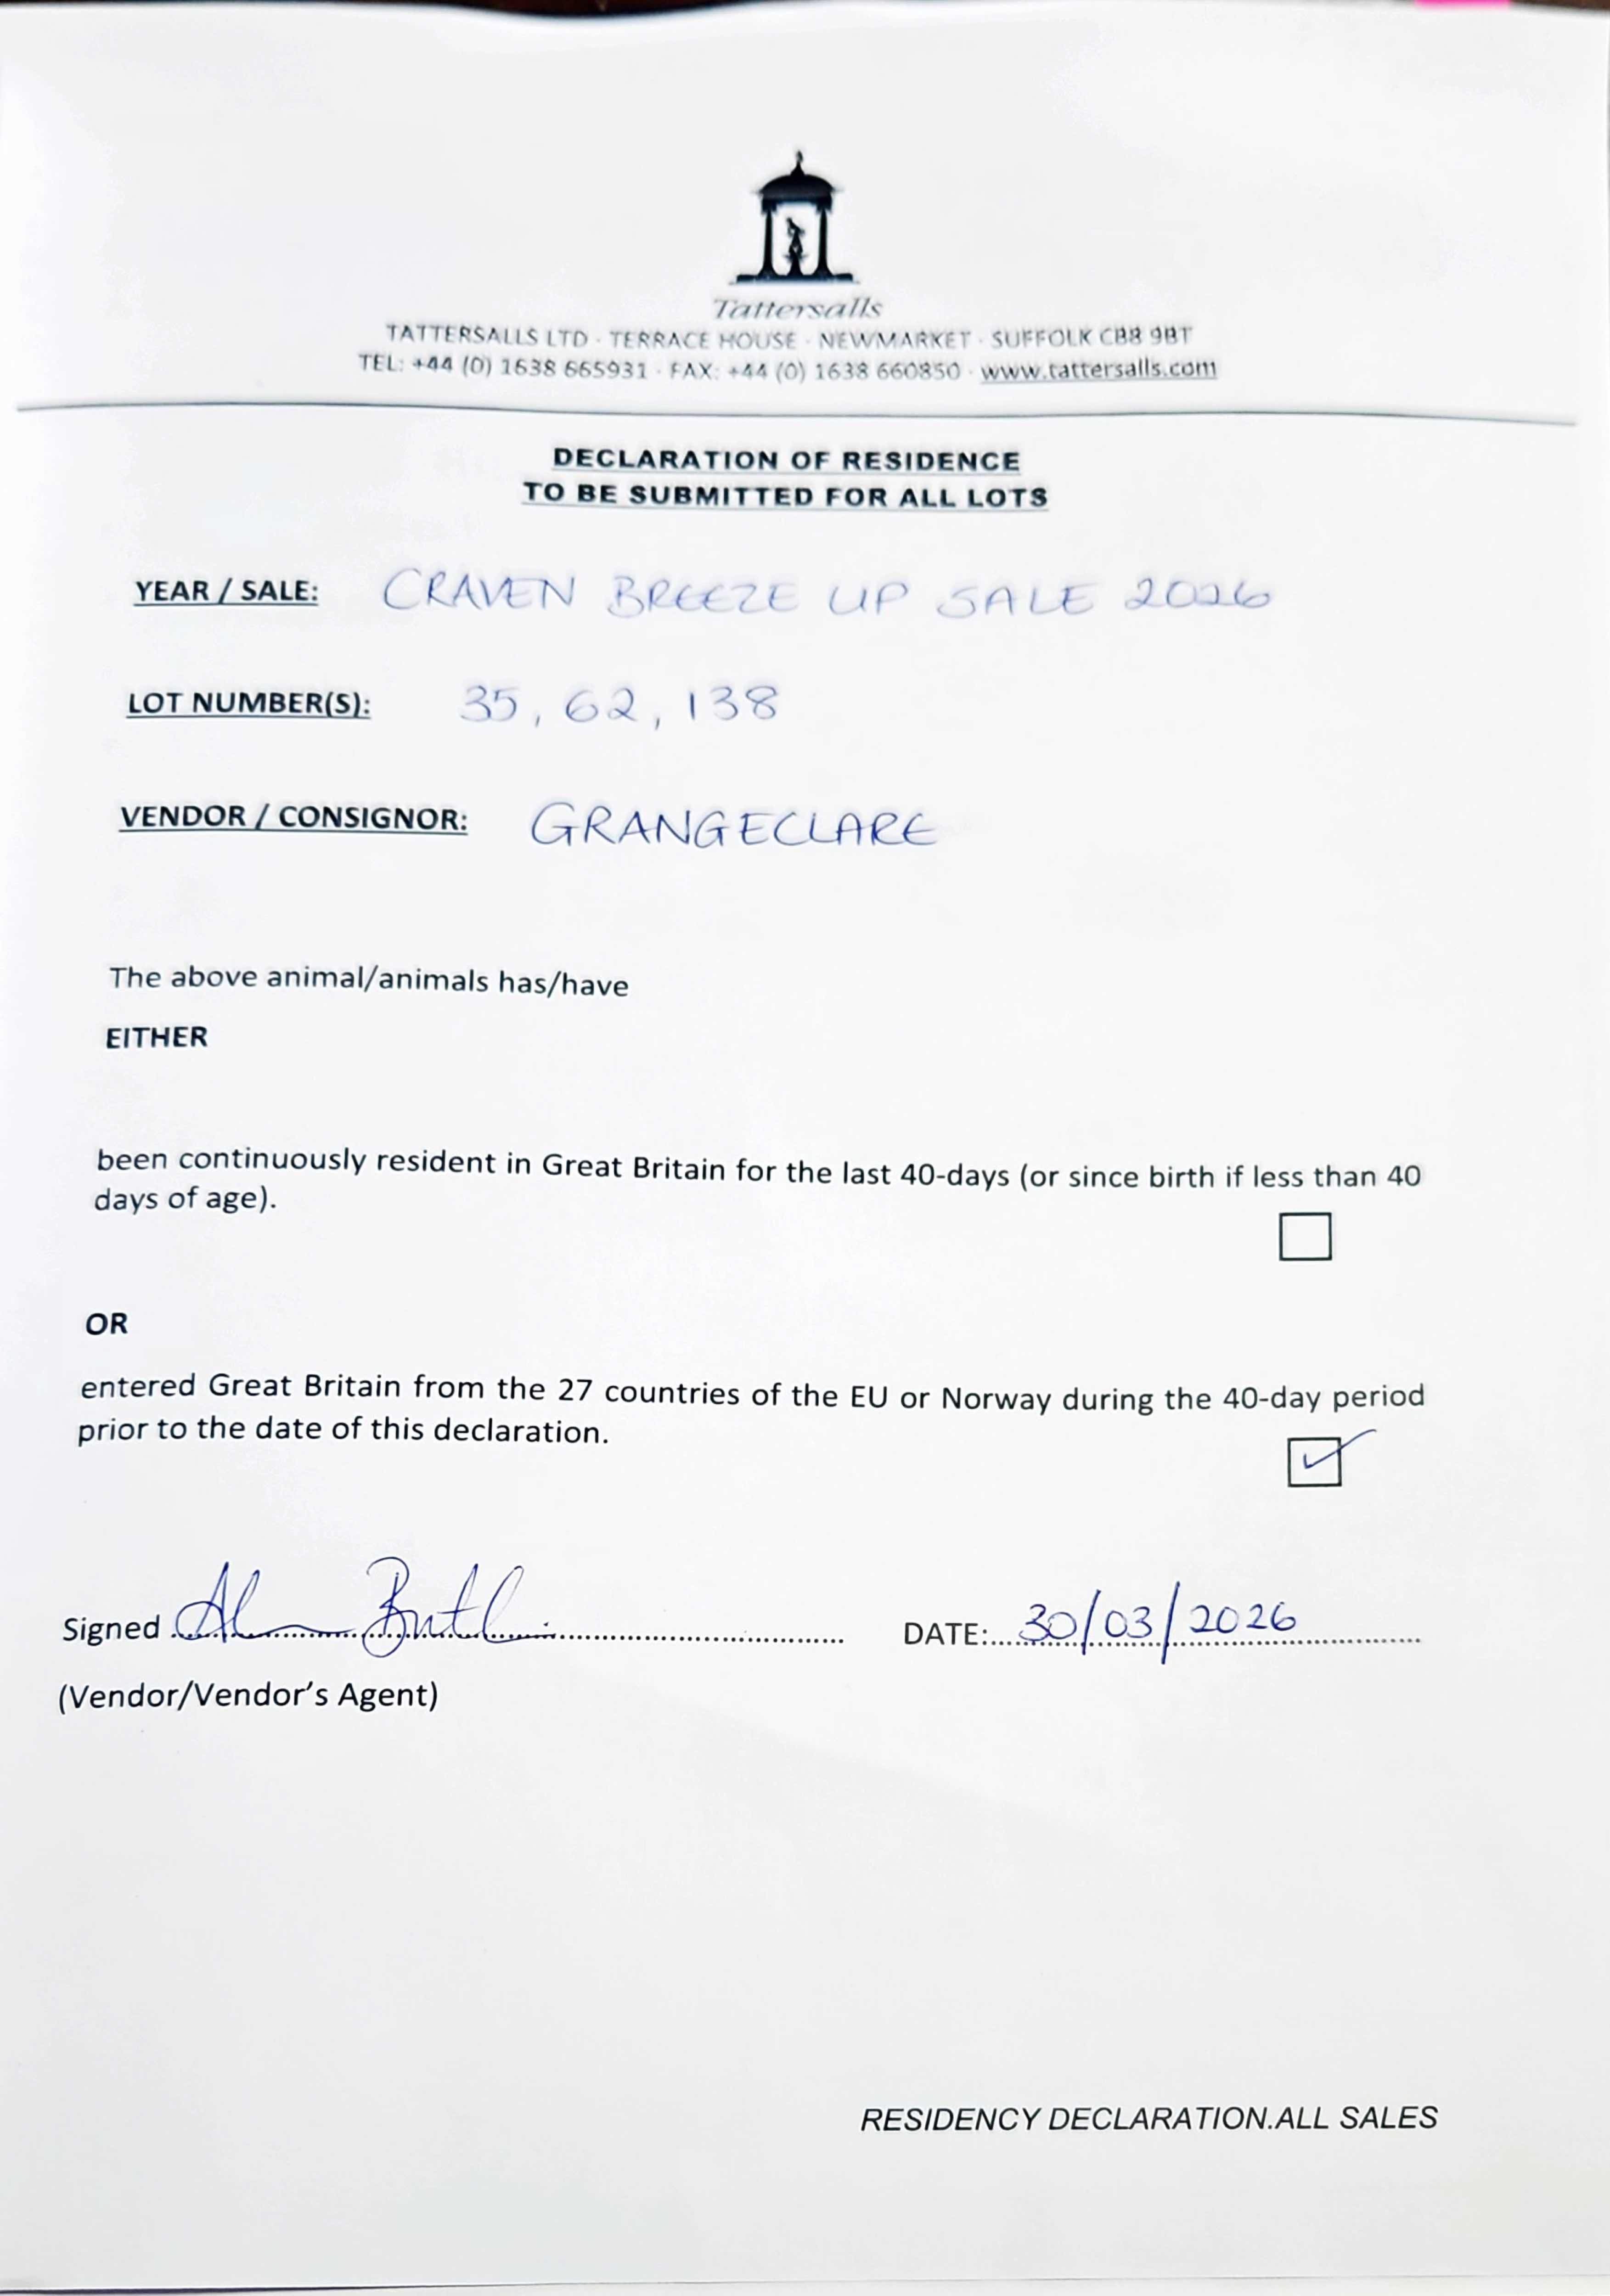 Tattersalls
TATTERSALLS LTD · TERRACE HOUSE · NEWMARKET · SUFFOLK CB8 9BT
TEL: +44 (0) 1638 665931 · FAX: +44 (0) 1638 660850 · www.tattersalls.com
DECLARATION OF RESIDENCE
TO BE SUBMITTED FOR ALL LOTS
YEAR / SALE: CRAVEN BREEZE UP SALE 2026
LOT NUMBER(S): 35, 62, 138
VENDOR / CONSIGNOR: GRANGECLARE
The above animal/animals has/have
EITHER
been continuously resident in Great Britain for the last 40-days (or since birth if less than 40
days of age).
OR
entered Great Britain from the 27 countries of the EU or Norway during the 40-day period
prior to the date of this declaration.
Signed DATE: 30/03/2026
(Vendor/Vendor's Agent)
RESIDENCY DECLARATION.ALL SALES